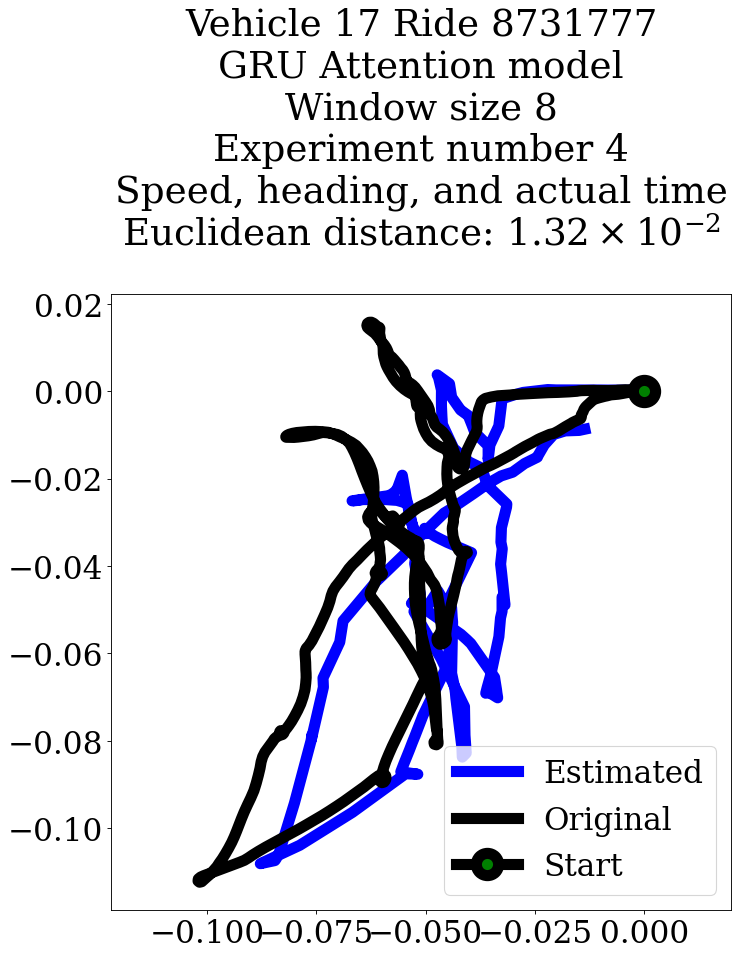 Vehicle 17 Ride 8731777
GRU Attention model
Window size 8
Experiment number 4
Speed, heading, and actual time
Euclidean distance: 1.32 × 10⁻²
0.02
0.00
−0.02
−0.04
−0.06
−0.08
−0.10
Estimated
Original
Start
−0.100 −0.075 −0.050 −0.025 0.000